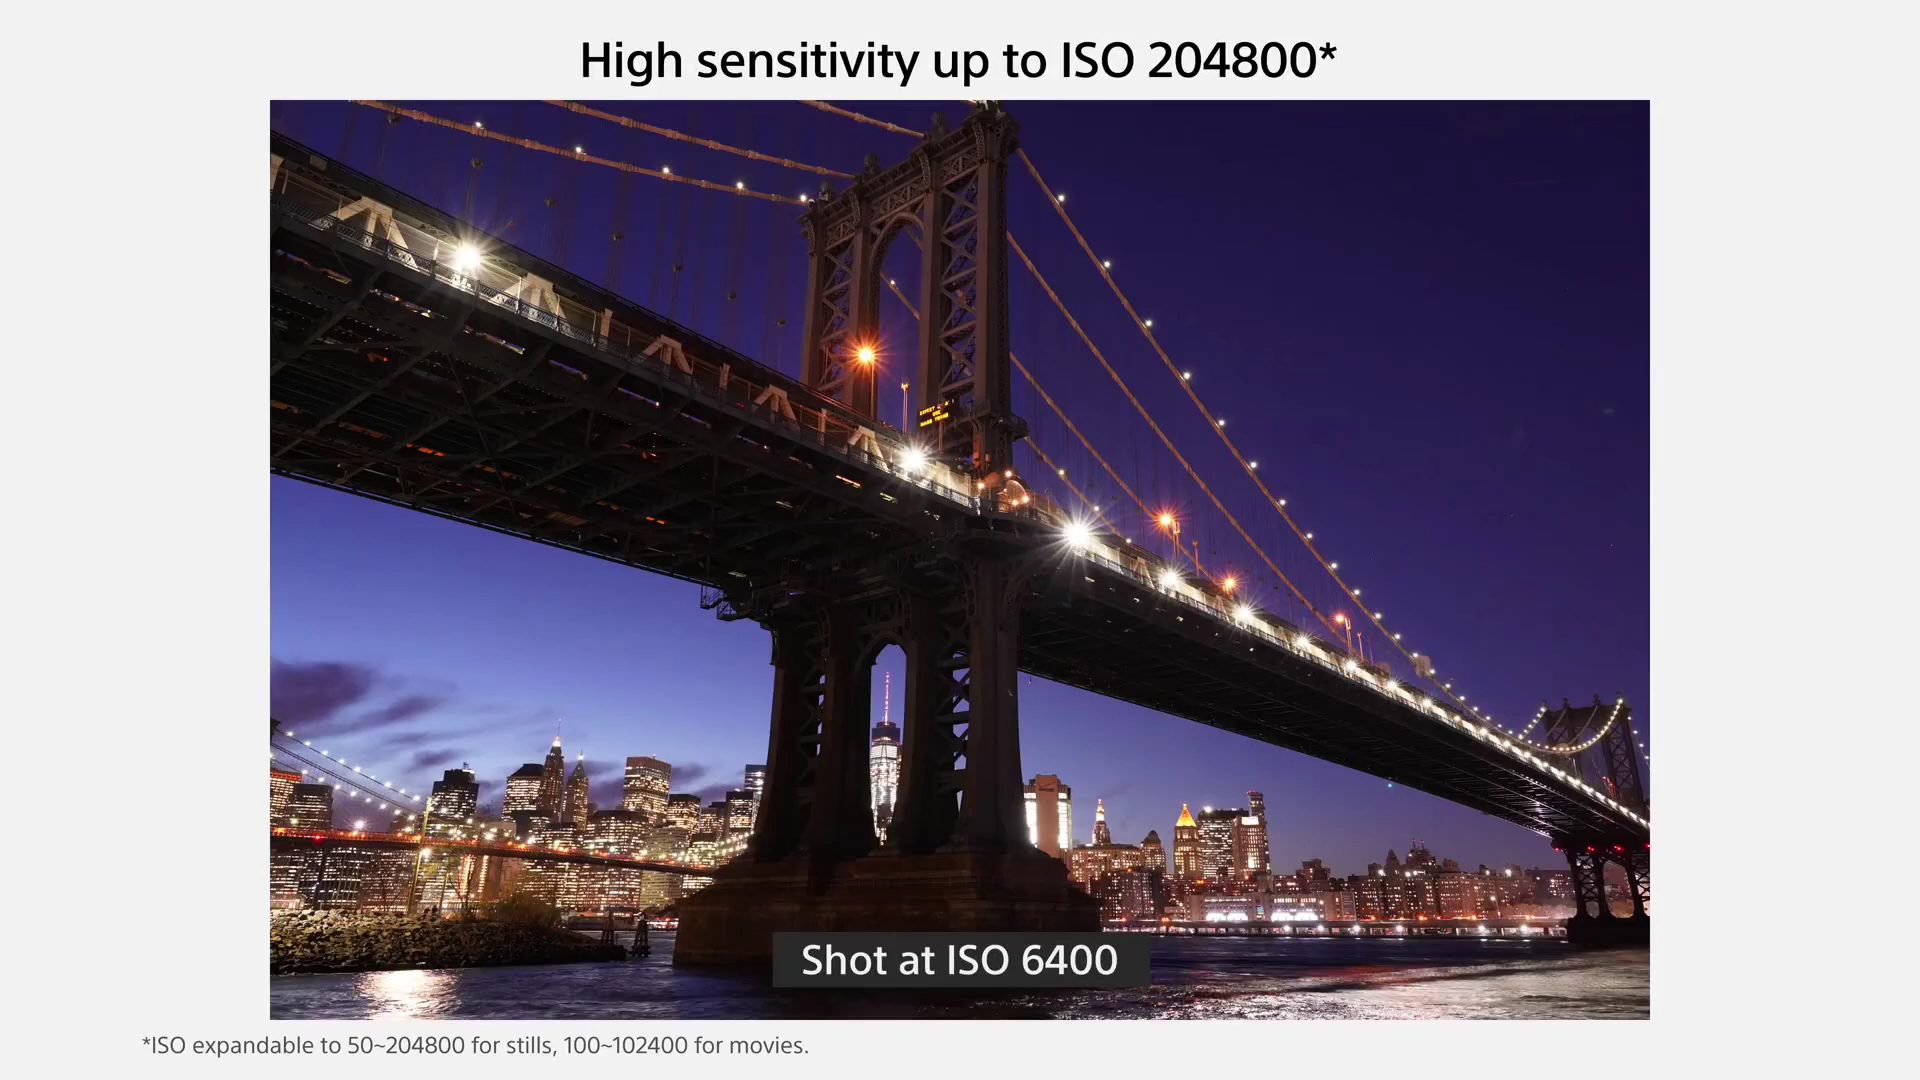 High sensitivity up to ISO 204800*
Shot at ISO 6400
*ISO expandable to 50~204800 for stills, 100~102400 for movies.